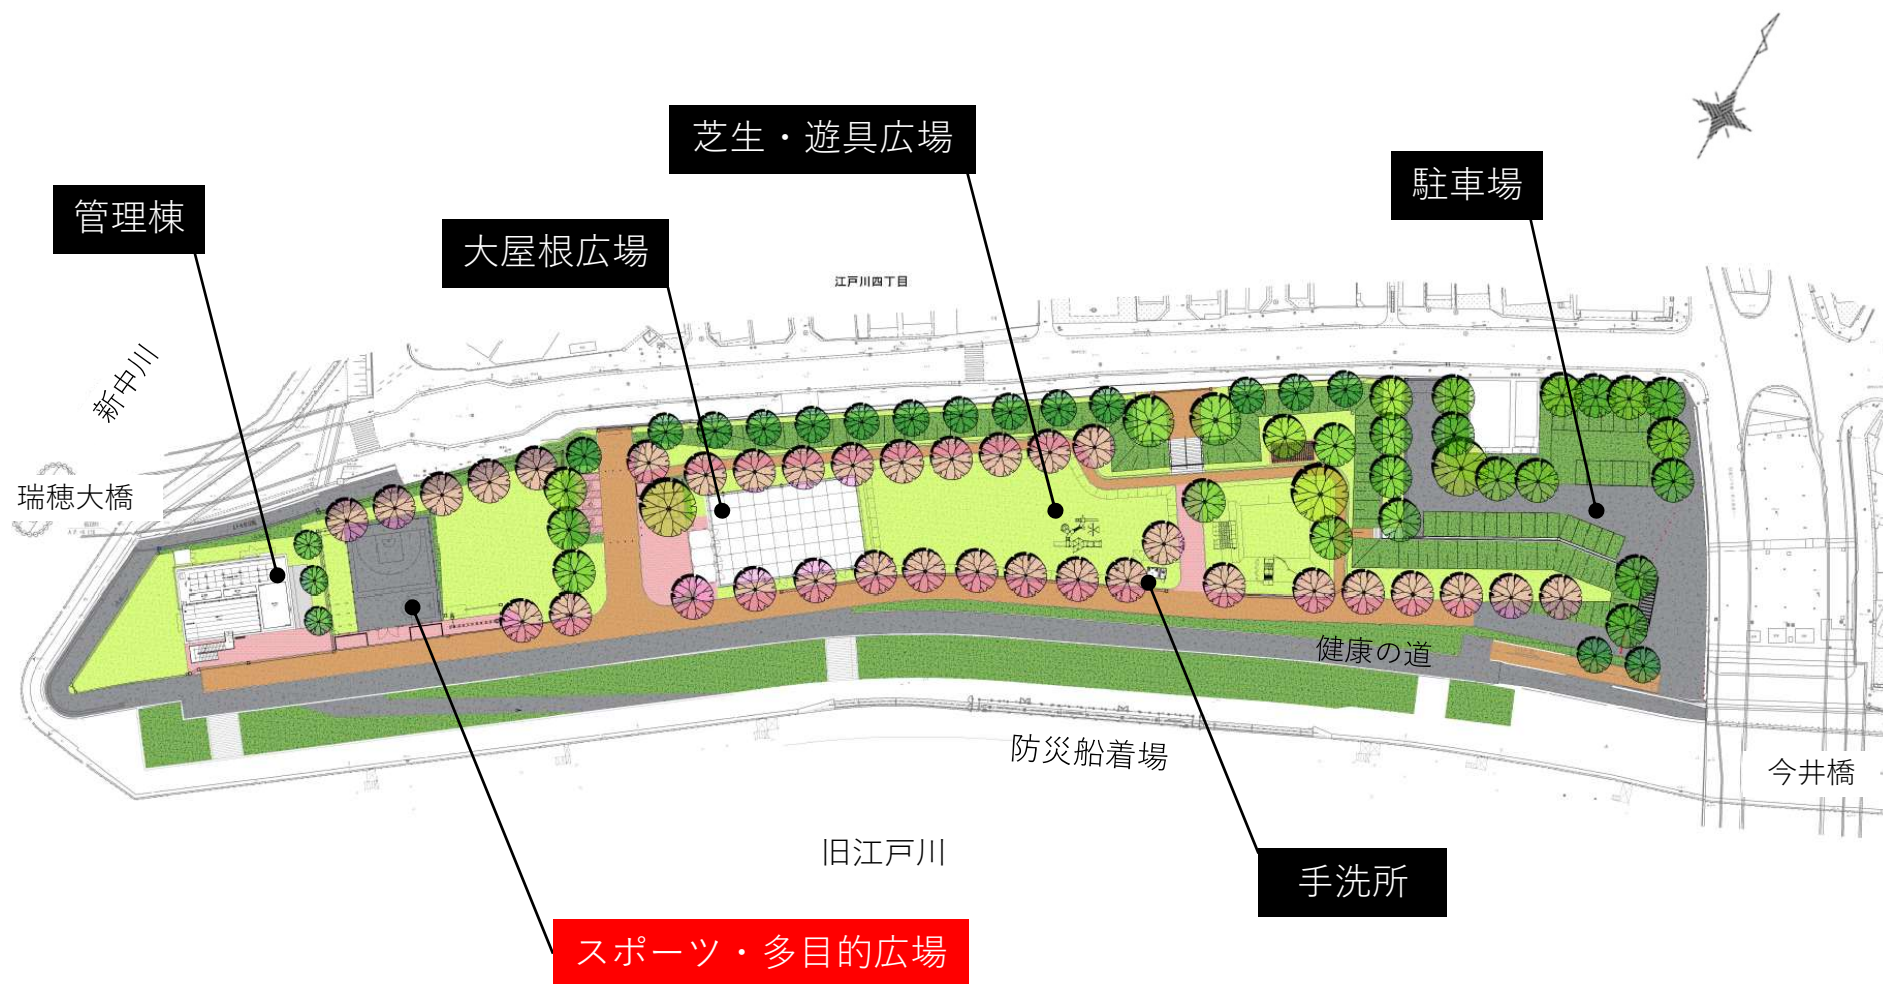 芝生・遊具広場
駐車場
管理棟
大屋根広場
江戸川四丁目
新中川
瑞穂大橋
健康の道
防災船着場
今井橋
旧江戸川
手洗所
スポーツ・多目的広場